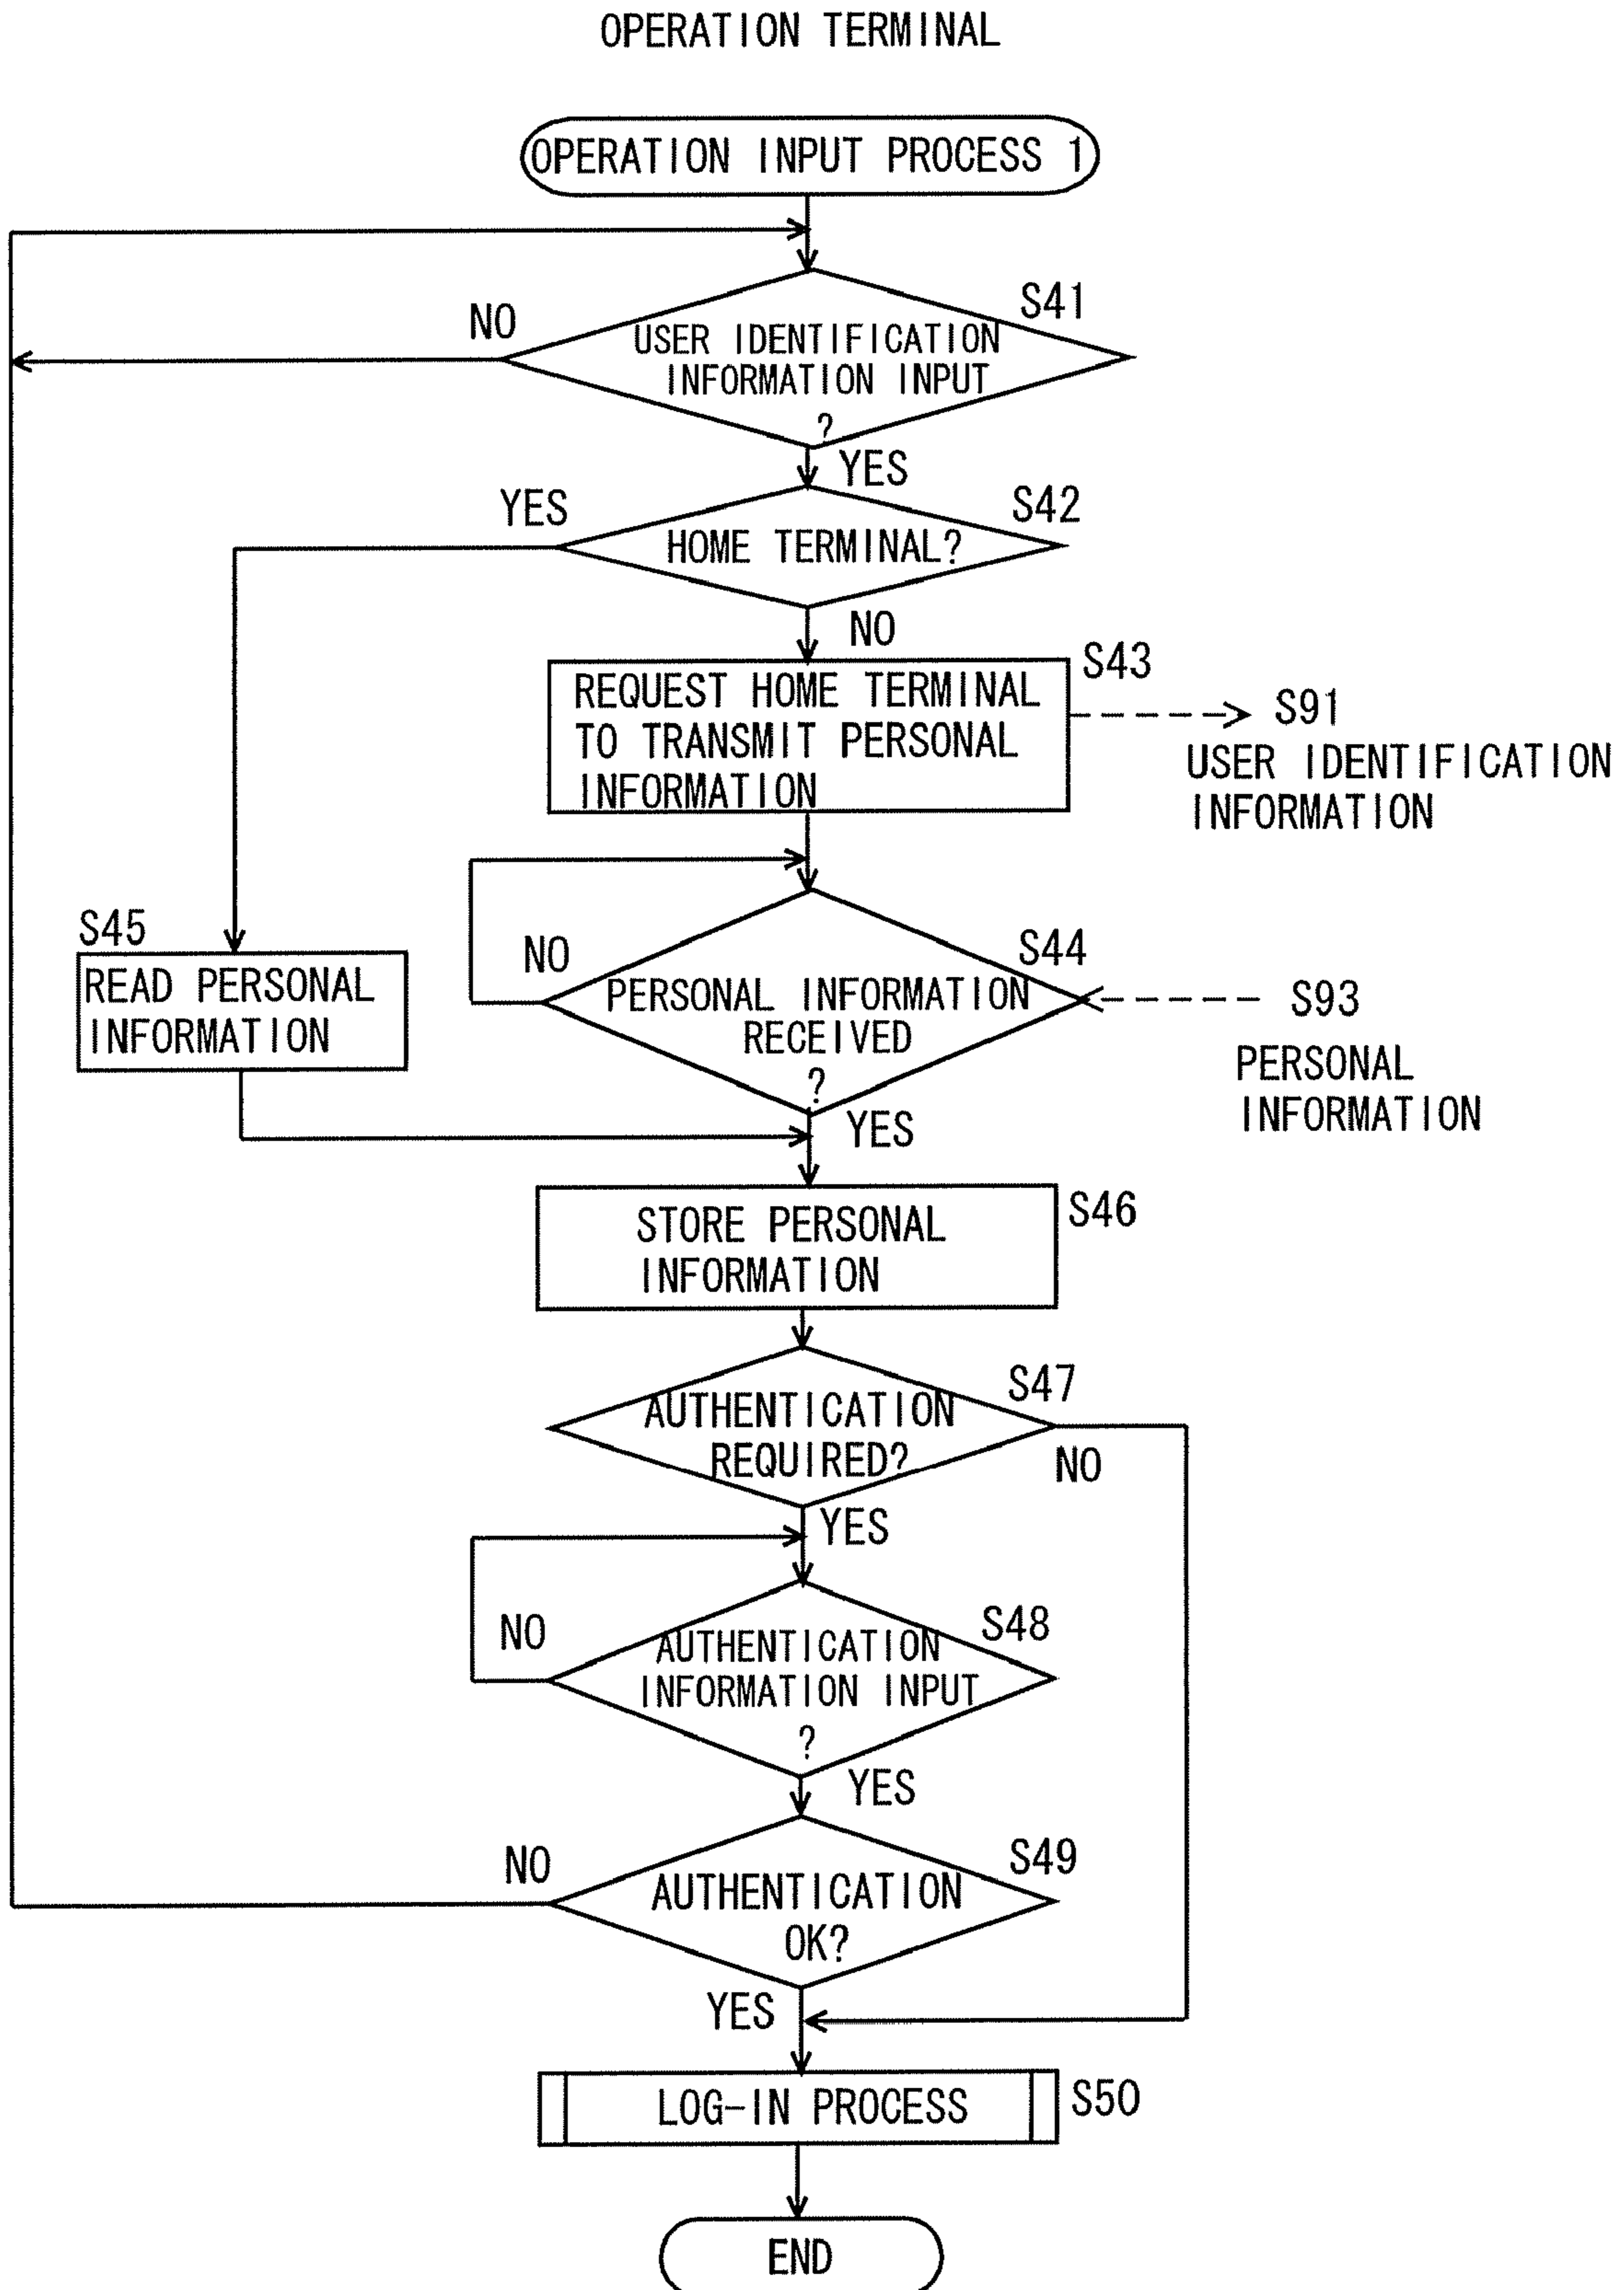 OPERATION TERMINAL
OPERATION INPUT PROCESS 1
S41
NO
USER IDENTIFICATION
INFORMATION INPUT
?
YES
YES
S42
HOME TERMINAL?
NO
S43
REQUEST HOME TERMINAL
TO TRANSMIT PERSONAL
INFORMATION
S91
USER IDENTIFICATION
INFORMATION
S45
READ PERSONAL
INFORMATION
NO
S44
PERSONAL INFORMATION
RECEIVED
?
S93
PERSONAL
INFORMATION
YES
STORE PERSONAL
INFORMATION
S46
S47
AUTHENTICATION
REQUIRED?
NO
YES
NO
S48
AUTHENTICATION
INFORMATION INPUT
?
YES
NO
S49
AUTHENTICATION
OK?
YES
LOG-IN PROCESS
S50
END